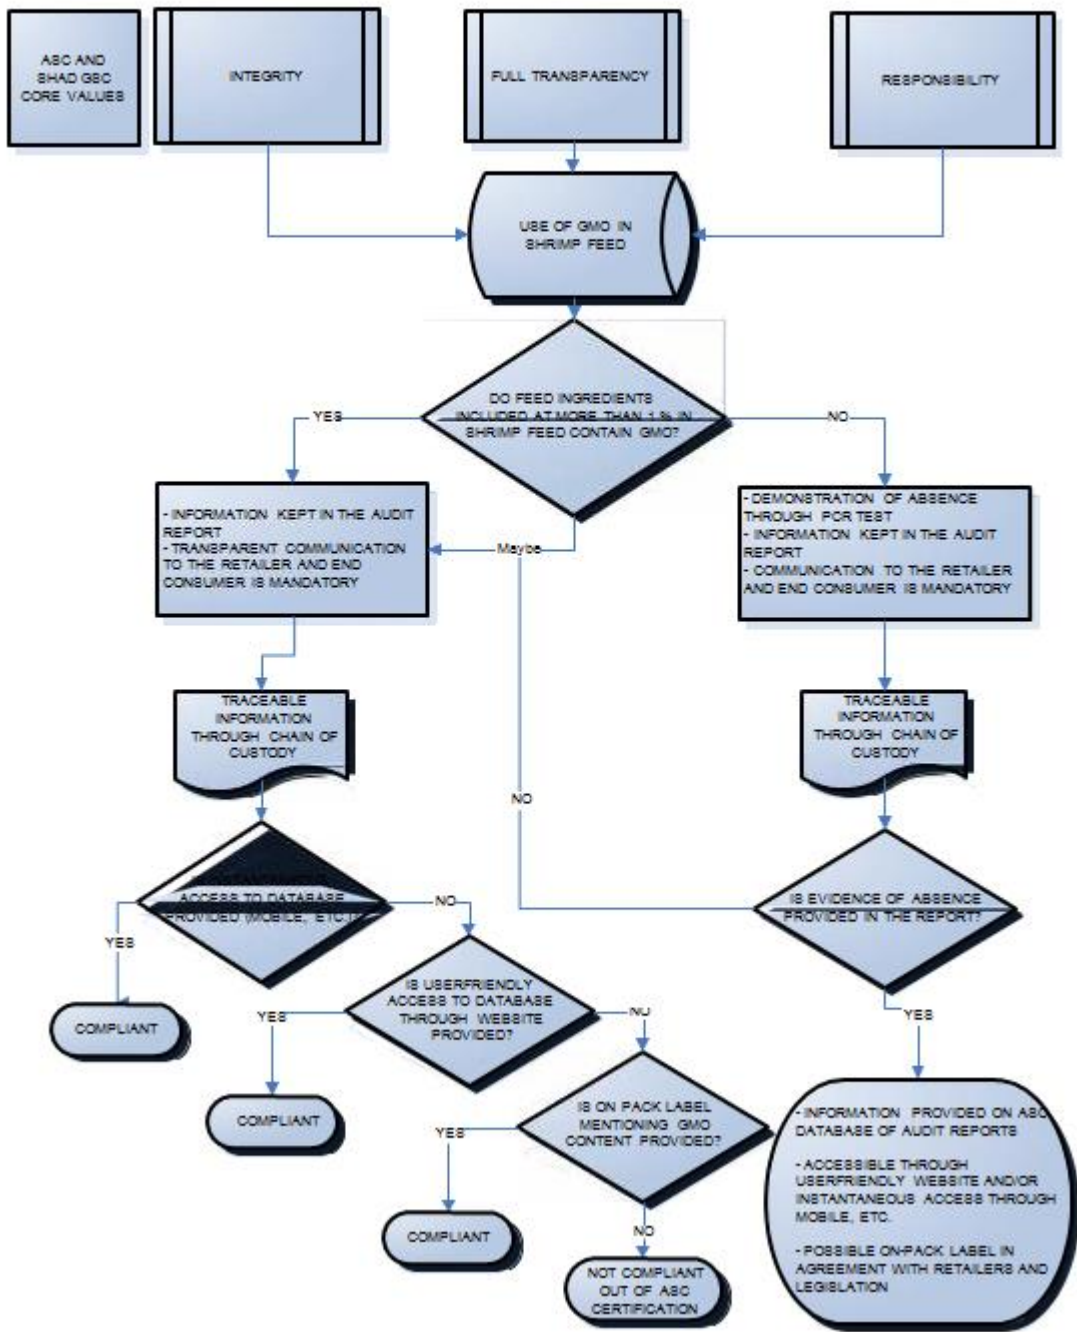 ASC AND
SHAD GSC
CORE VALUES
INTEGRITY
FULL TRANSPARENCY
RESPONSIBILITY
USE OF GMO IN
SHRIMP FEED
DO FEED INGREDIENTS
INCLUDED AT MORE THAN 1 % IN
SHRIMP FEED CONTAIN GMO?
YES
NO
- INFORMATION KEPT IN THE AUDIT
REPORT
- TRANSPARENT COMMUNICATION
TO THE RETAILER AND END
CONSUMER IS MANDATORY
Maybe
- DEMONSTRATION OF ABSENCE
THROUGH PCR TEST
- INFORMATION KEPT IN THE AUDIT
REPORT
- COMMUNICATION TO THE RETAILER
AND END CONSUMER IS MANDATORY
TRACEABLE
INFORMATION
THROUGH CHAIN OF
CUSTODY
TRACEABLE
INFORMATION
THROUGH CHAIN OF
CUSTODY
NO
ACCESS TO DATABASE
PROVIDED (MOBILE, ETC.)
NO
YES
IS EVIDENCE OF ABSENCE
PROVIDED IN THE REPORT?
IS USERFRIENDLY
ACCESS TO DATABASE
THROUGH WEBSITE
PROVIDED?
YES
NO
YES
COMPLIANT
COMPLIANT
IS ON PACK LABEL
MENTIONING GMO
CONTENT PROVIDED?
YES
COMPLIANT
NO
NOT COMPLIANT
OUT OF ASC
CERTIFICATION
- INFORMATION PROVIDED ON ASC
DATABASE OF AUDIT REPORTS
- ACCESSIBLE THROUGH
USERFRIENDLY WEBSITE AND/OR
INSTANTANEOUS ACCESS THROUGH
MOBILE, ETC.
- POSSIBLE ON-PACK LABEL IN
AGREEMENT WITH RETAILERS AND
LEGISLATION